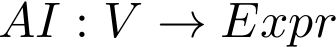 AI : V → Expr